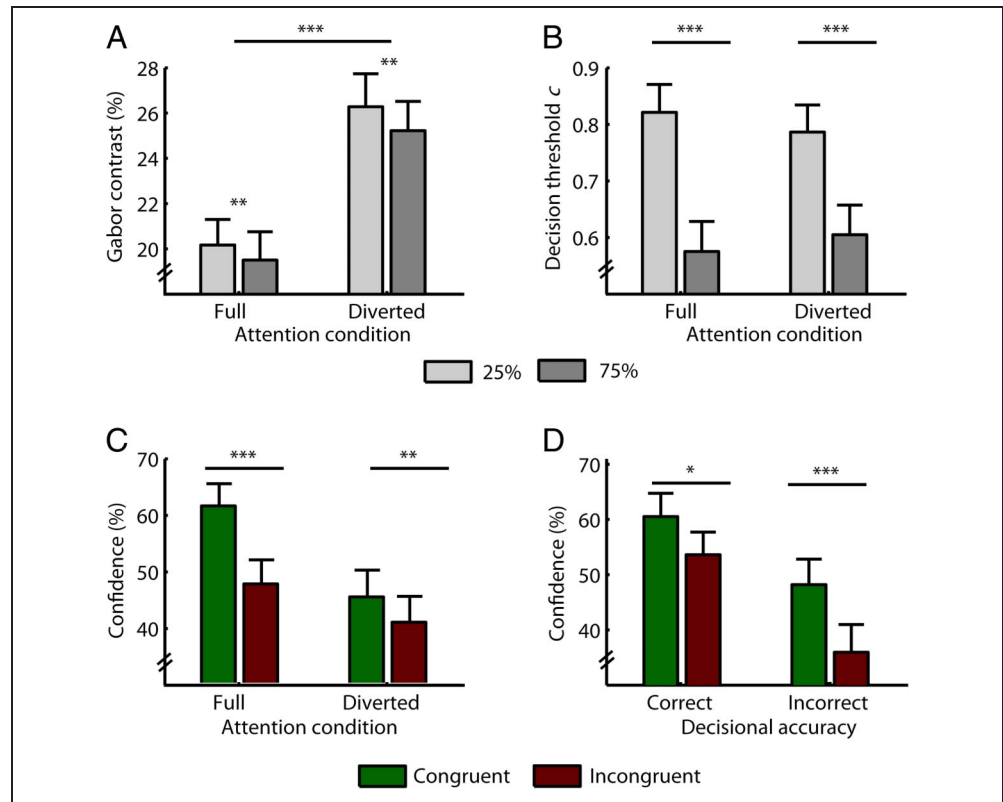 A
***
28
26
24
22
20
Gabor contrast (%)
**
**
Full
Diverted
Attention condition
B
***
***
0.9
0.8
0.7
0.6
Decision threshold c
Full
Diverted
Attention condition
25%
75%
C
***
**
70
60
50
40
Confidence (%)
Full
Diverted
Attention condition
D
*
***
70
60
50
40
Confidence (%)
Correct
Incorrect
Decisional accuracy
Congruent
Incongruent